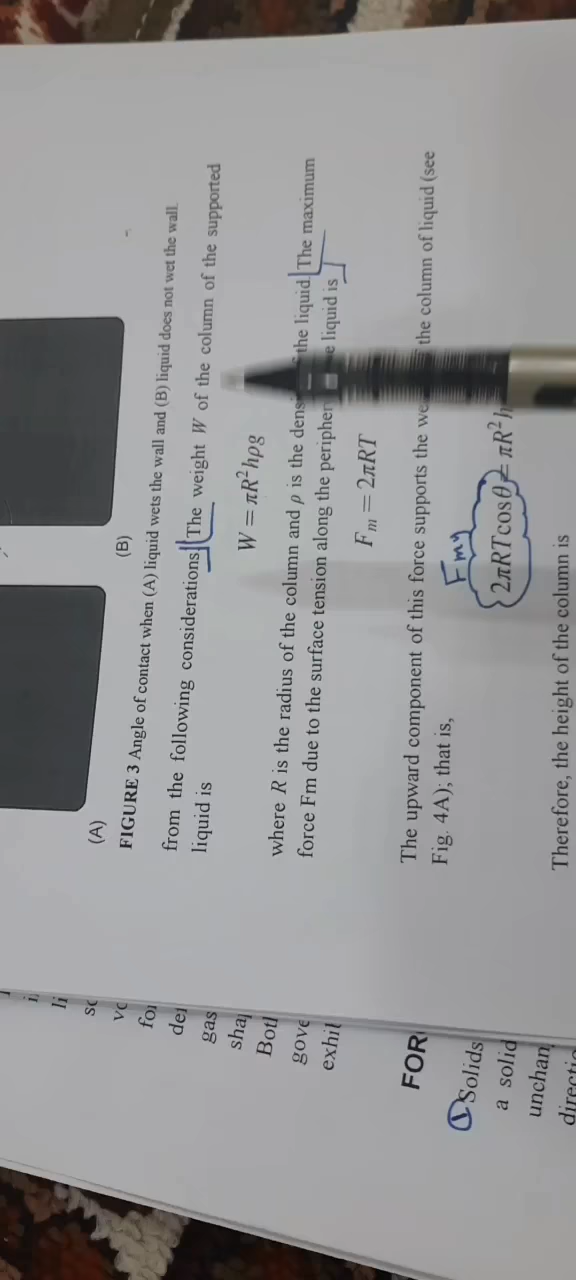 (A)
(B)
FIGURE 3 Angle of contact when (A) liquid wets the wall and (B) liquid does not wet the wall.
from the following considerations. The weight W of the column of the supported
liquid is
W = πR²hρg
where R is the radius of the column and ρ is the the liquid. The maximum
force Fm due to the surface tension along the liquid is
Fm = 2πRT
The upward component of this force supports the the column of liquid (see
Fig. 4A); that is,
Fmy
2πRT cos θ = πR²h
Therefore, the height of the column is
FOR
1 Solids
a solid
unchan